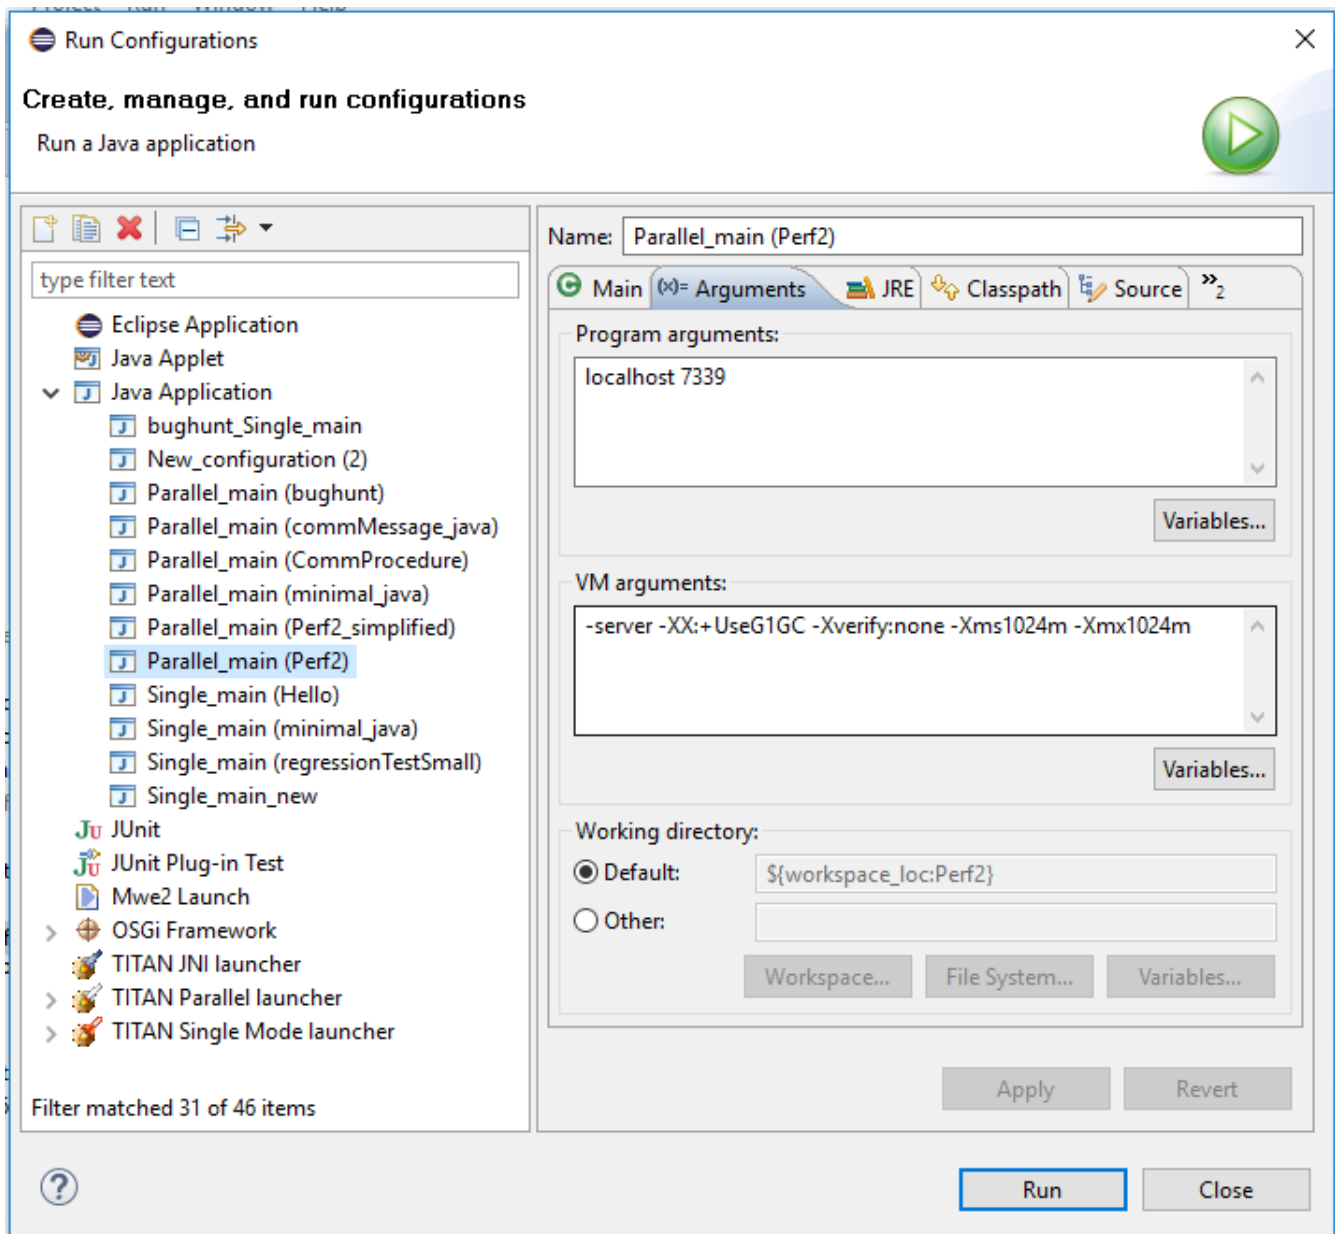 Project Run Window Help
Run Configurations
Create, manage, and run configurations
Run a Java application
type filter text
Eclipse Application
Java Applet
Java Application
bughunt_Single_main
New_configuration (2)
Parallel_main (bughunt)
Parallel_main (commMessage_java)
Parallel_main (CommProcedure)
Parallel_main (minimal_java)
Parallel_main (Perf2_simplified)
Parallel_main (Perf2)
Single_main (Hello)
Single_main (minimal_java)
Single_main (regressionTestSmall)
Single_main_new
JUnit
JUnit Plug-in Test
Mwe2 Launch
OSGi Framework
TITAN JNI launcher
TITAN Parallel launcher
TITAN Single Mode launcher
Filter matched 31 of 46 items
Name: Parallel_main (Perf2)
Main (x)= Arguments JRE Classpath Source »2
Program arguments:
localhost 7339
Variables...
VM arguments:
-server -XX:+UseG1GC -Xverify:none -Xms1024m -Xmx1024m
Variables...
Working directory:
Default: ${workspace_loc:Perf2}
Other:
Workspace... File System... Variables...
Apply Revert
Run Close